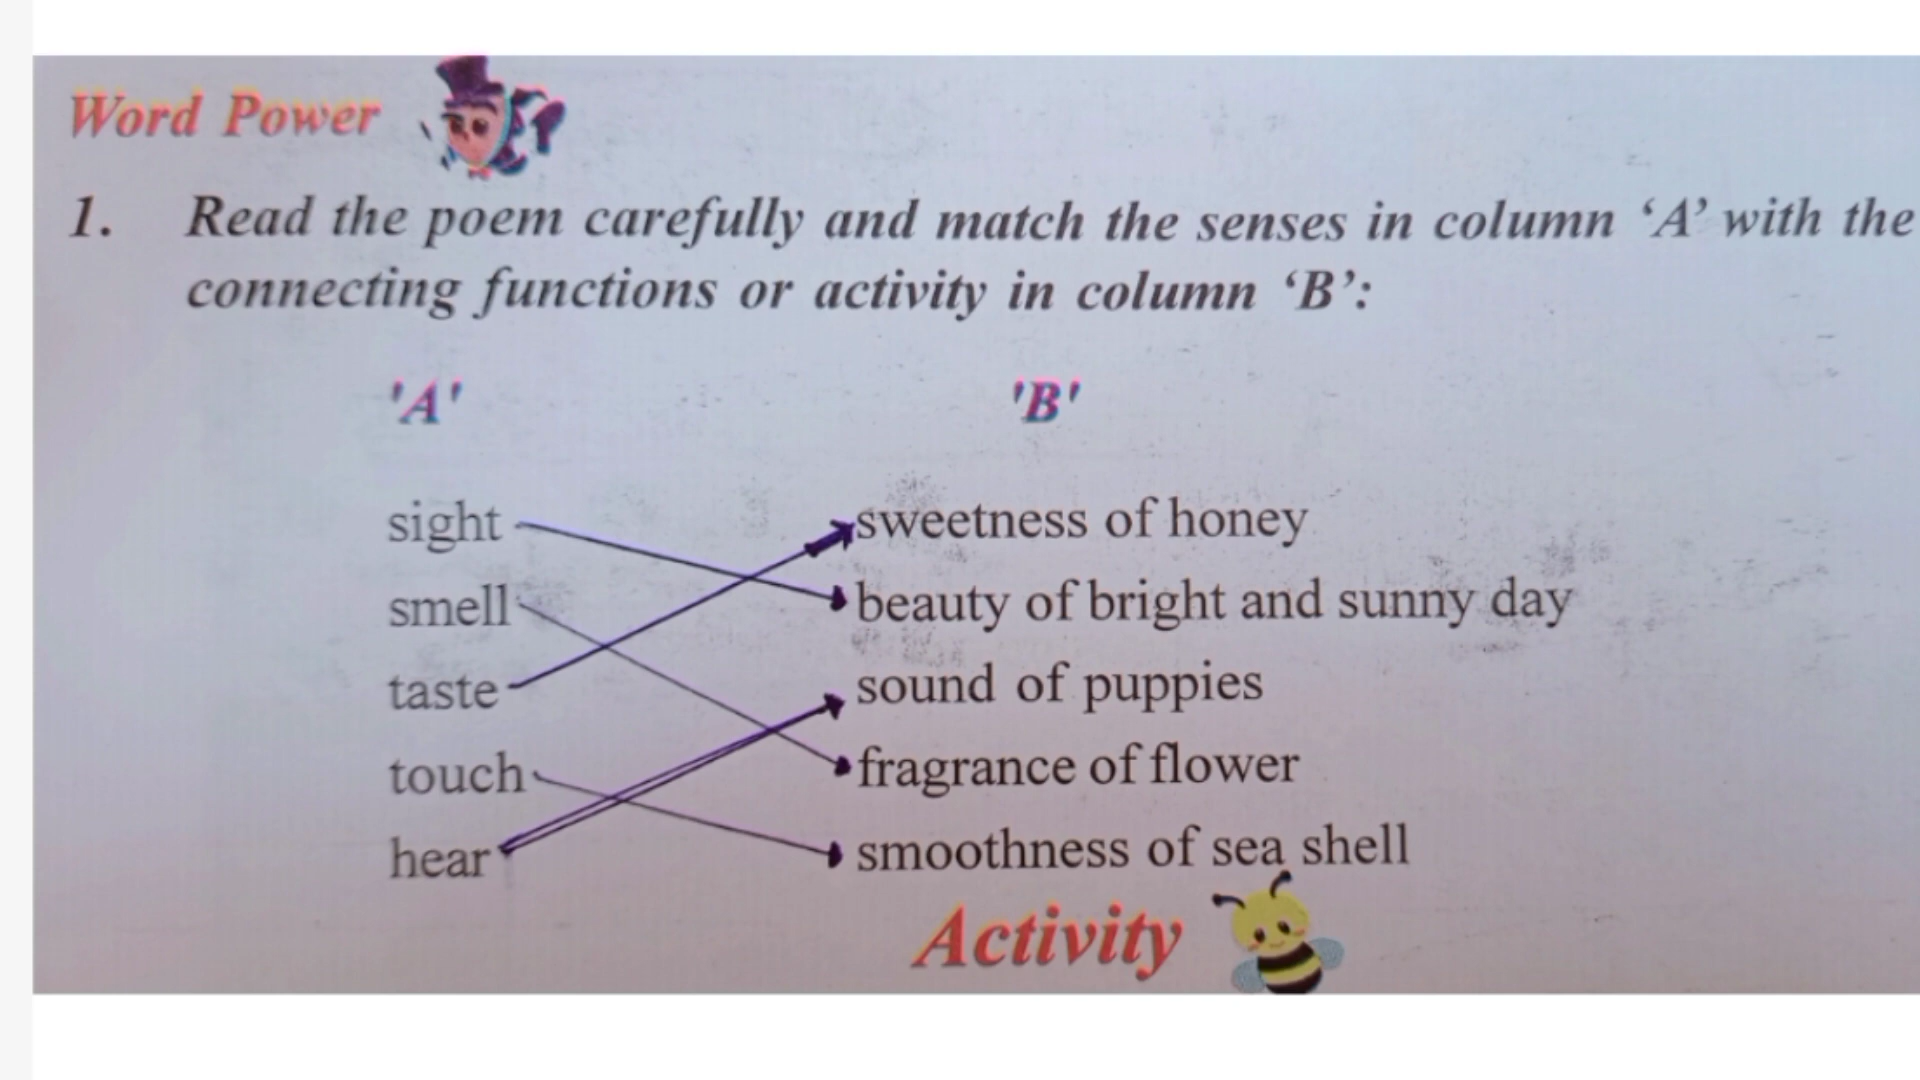 Word Power
1. Read the poem carefully and match the senses in column ‘A’ with the
connecting functions or activity in column ‘B’:
'A' 'B'
sight sweetness of honey
smell beauty of bright and sunny day
taste sound of puppies
touch fragrance of flower
hear smoothness of sea shell
Activity